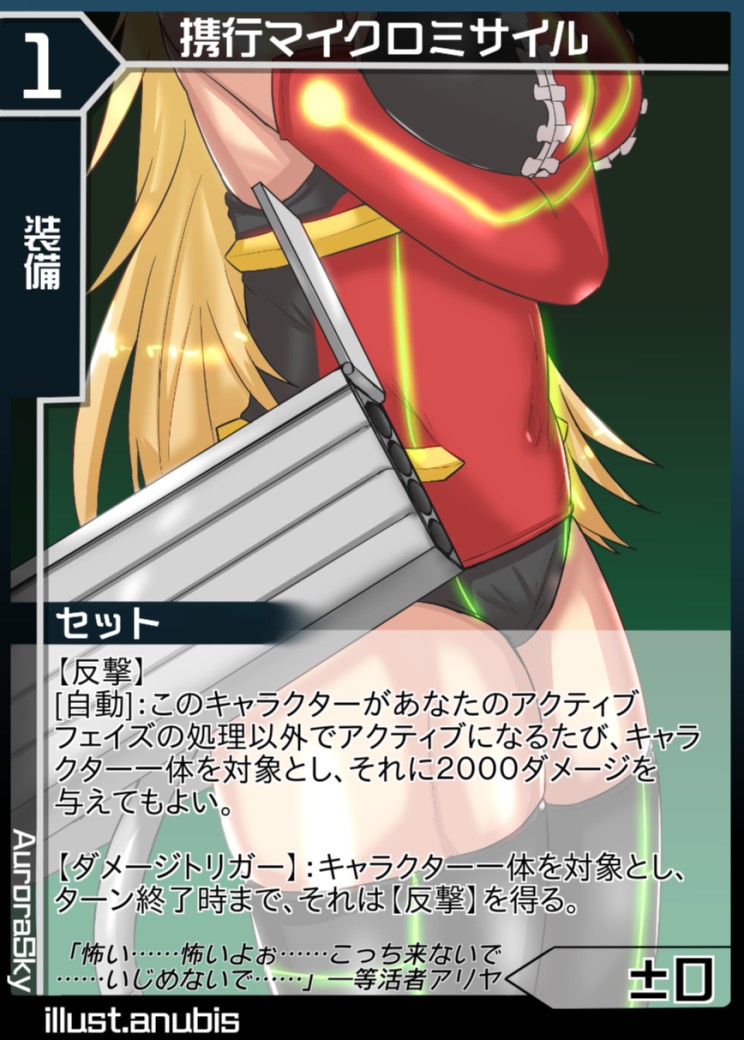 1
携行マイクロミサイル
装備
セット
【反撃】
[自動]:このキャラクターがあなたのアクティブ
フェイズの処理以外でアクティブになるたび、キャラ
クター一体を対象とし、それに2000ダメージを
与えてもよい。
【ダメージトリガー】:キャラクター一体を対象とし、
ターン終了時まで、それは【反撃】を得る。
「怖い……怖いよぉ……こっち来ないで
……いじめないで……」 一等活者アリヤ
±0
AuroraSky
illust.anubis